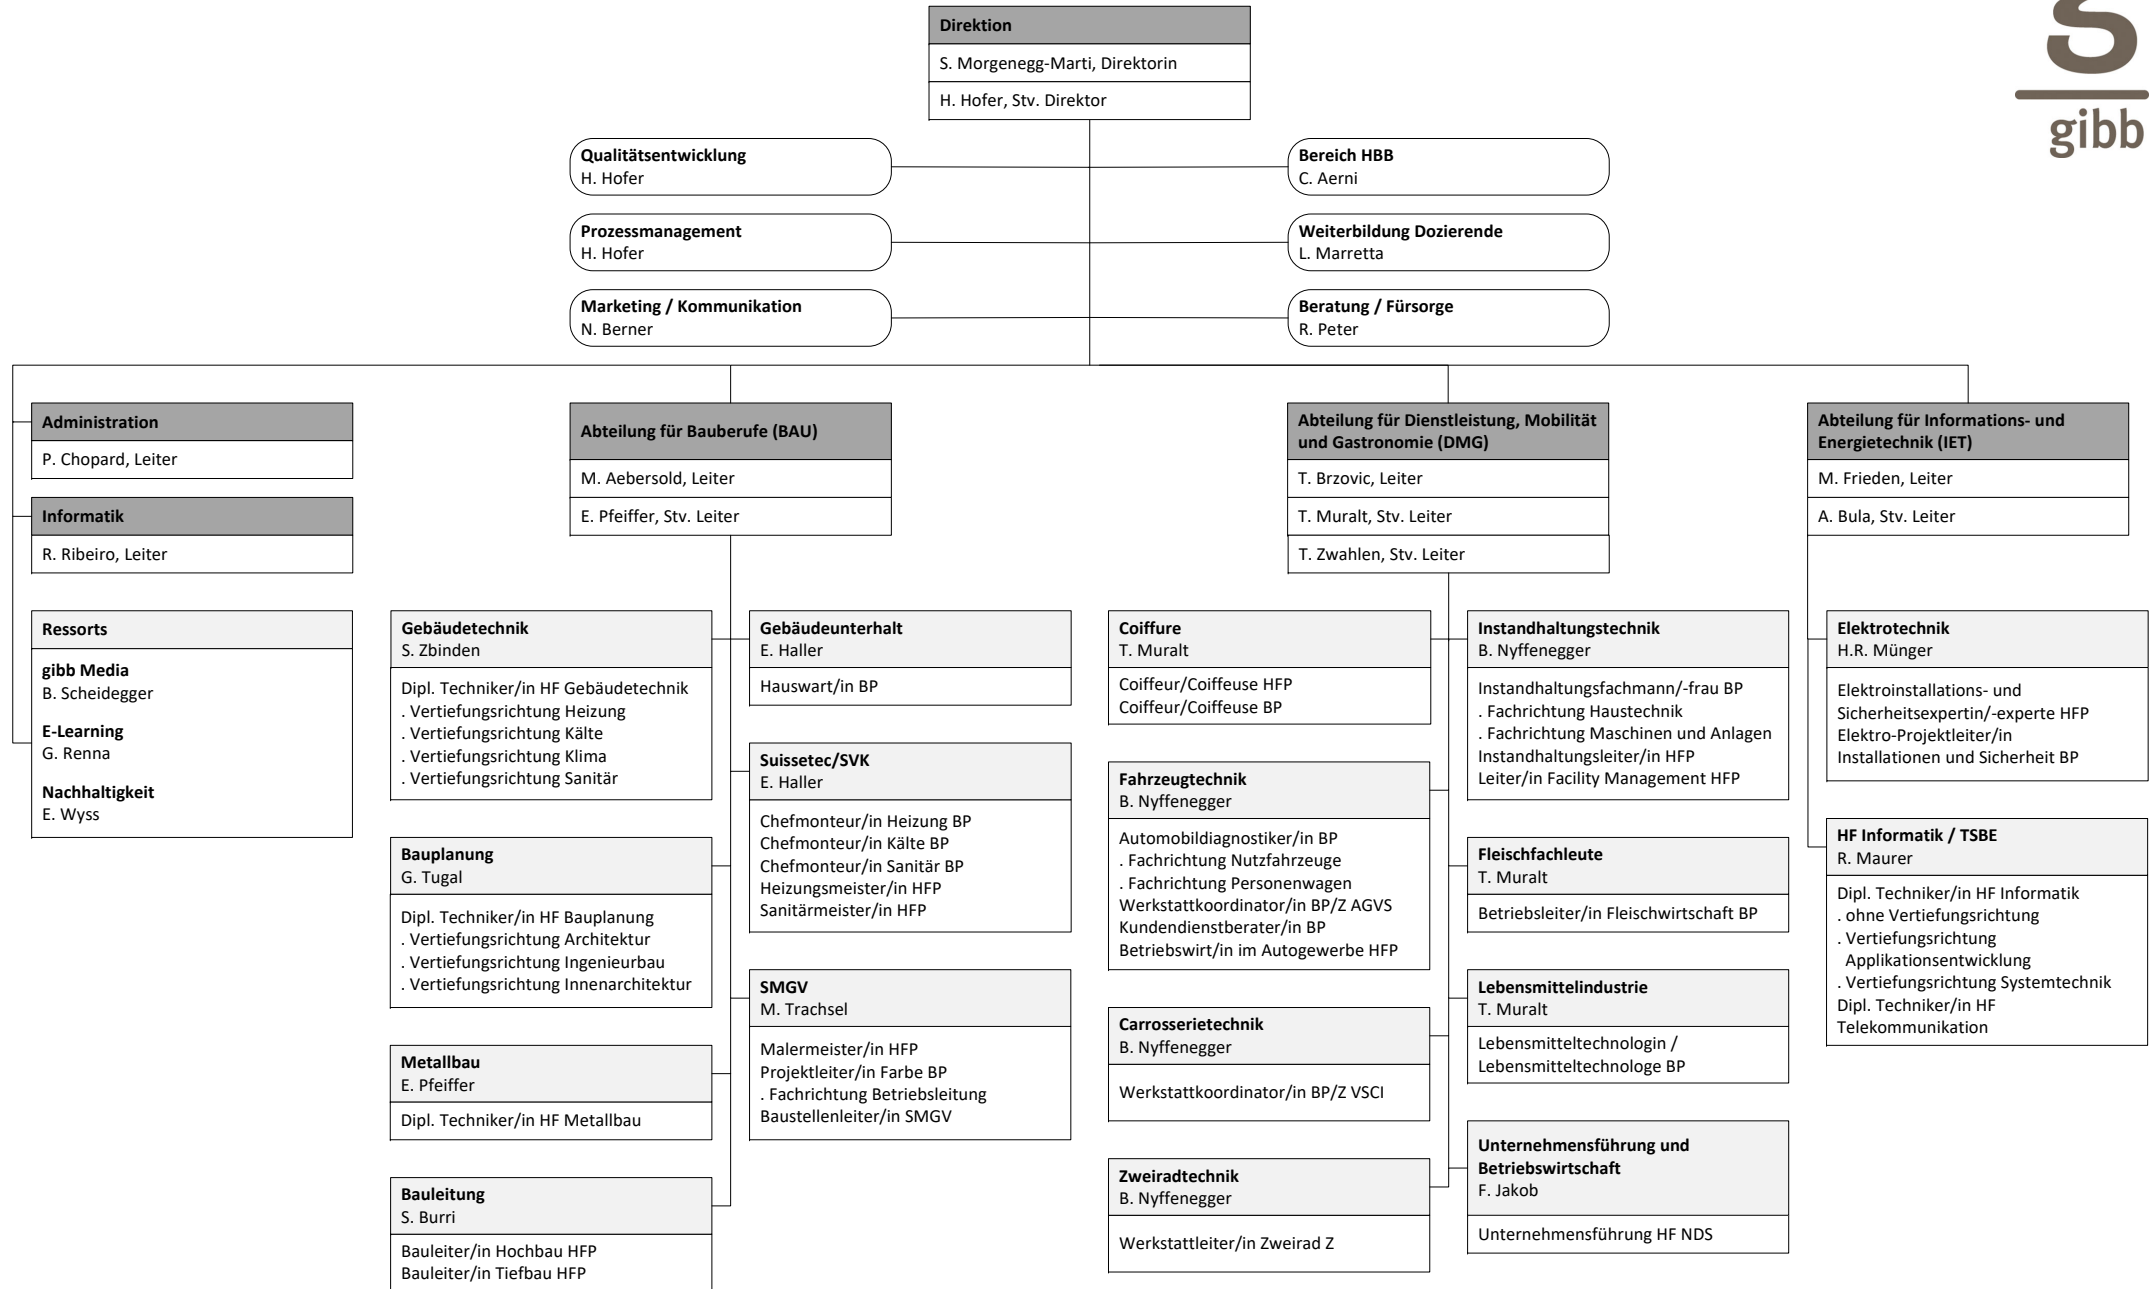 Direktion
S. Morgenegg-Marti, Direktorin
H. Hofer, Stv. Direktor
s
gibb
Qualitätsentwicklung
H. Hofer
Bereich HBB
C. Aerni
Prozessmanagement
H. Hofer
Weiterbildung Dozierende
L. Marretta
Marketing / Kommunikation
N. Berner
Beratung / Fürsorge
R. Peter
Administration
P. Chopard, Leiter
Informatik
R. Ribeiro, Leiter
Ressorts
gibb Media
B. Scheidegger
E-Learning
G. Renna
Nachhaltigkeit
E. Wyss
Abteilung für Bauberufe (BAU)
M. Aebersold, Leiter
E. Pfeiffer, Stv. Leiter
Gebäudetechnik
S. Zbinden
Dipl. Techniker/in HF Gebäudetechnik
. Vertiefungsrichtung Heizung
. Vertiefungsrichtung Kälte
. Vertiefungsrichtung Klima
. Vertiefungsrichtung Sanitär
Bauplanung
G. Tugal
Dipl. Techniker/in HF Bauplanung
. Vertiefungsrichtung Architektur
. Vertiefungsrichtung Ingenieurbau
. Vertiefungsrichtung Innenarchitektur
Metallbau
E. Pfeiffer
Dipl. Techniker/in HF Metallbau
Bauleitung
S. Burri
Bauleiter/in Hochbau HFP
Bauleiter/in Tiefbau HFP
Gebäudeunterhalt
E. Haller
Hauswart/in BP
Suissetec/SVK
E. Haller
Chefmonteur/in Heizung BP
Chefmonteur/in Kälte BP
Chefmonteur/in Sanitär BP
Heizungsmeister/in HFP
Sanitärmeister/in HFP
SMGV
M. Trachsel
Malermeister/in HFP
Projektleiter/in Farbe BP
. Fachrichtung Betriebsleitung
Baustellenleiter/in SMGV
Abteilung für Dienstleistung, Mobilität
und Gastronomie (DMG)
T. Brzovic, Leiter
T. Muralt, Stv. Leiter
T. Zwahlen, Stv. Leiter
Coiffure
T. Muralt
Coiffeur/Coiffeuse HFP
Coiffeur/Coiffeuse BP
Fahrzeugtechnik
B. Nyffenegger
Automobildiagnostiker/in BP
. Fachrichtung Nutzfahrzeuge
. Fachrichtung Personenwagen
Werkstattkoordinator/in BP/Z AGVS
Kundendienstberater/in BP
Betriebswirt/in im Autogewerbe HFP
Carrosserietechnik
B. Nyffenegger
Werkstattkoordinator/in BP/Z VSCI
Zweiradtechnik
B. Nyffenegger
Werkstattleiter/in Zweirad Z
Instandhaltungstechnik
B. Nyffenegger
Instandhaltungsfachmann/-frau BP
. Fachrichtung Haustechnik
. Fachrichtung Maschinen und Anlagen
Instandhaltungsleiter/in HFP
Leiter/in Facility Management HFP
Fleischfachleute
T. Muralt
Betriebsleiter/in Fleischwirtschaft BP
Lebensmittelindustrie
T. Muralt
Lebensmitteltechnologin /
Lebensmitteltechnologe BP
Unternehmensführung und
Betriebswirtschaft
F. Jakob
Unternehmensführung HF NDS
Abteilung für Informations- und
Energietechnik (IET)
M. Frieden, Leiter
A. Bula, Stv. Leiter
Elektrotechnik
H.R. Münger
Elektroinstallations- und
Sicherheitsexpertin/-experte HFP
Elektro-Projektleiter/in
Installationen und Sicherheit BP
HF Informatik / TSBE
R. Maurer
Dipl. Techniker/in HF Informatik
. ohne Vertiefungsrichtung
. Vertiefungsrichtung
Applikationsentwicklung
. Vertiefungsrichtung Systemtechnik
Dipl. Techniker/in HF
Telekommunikation